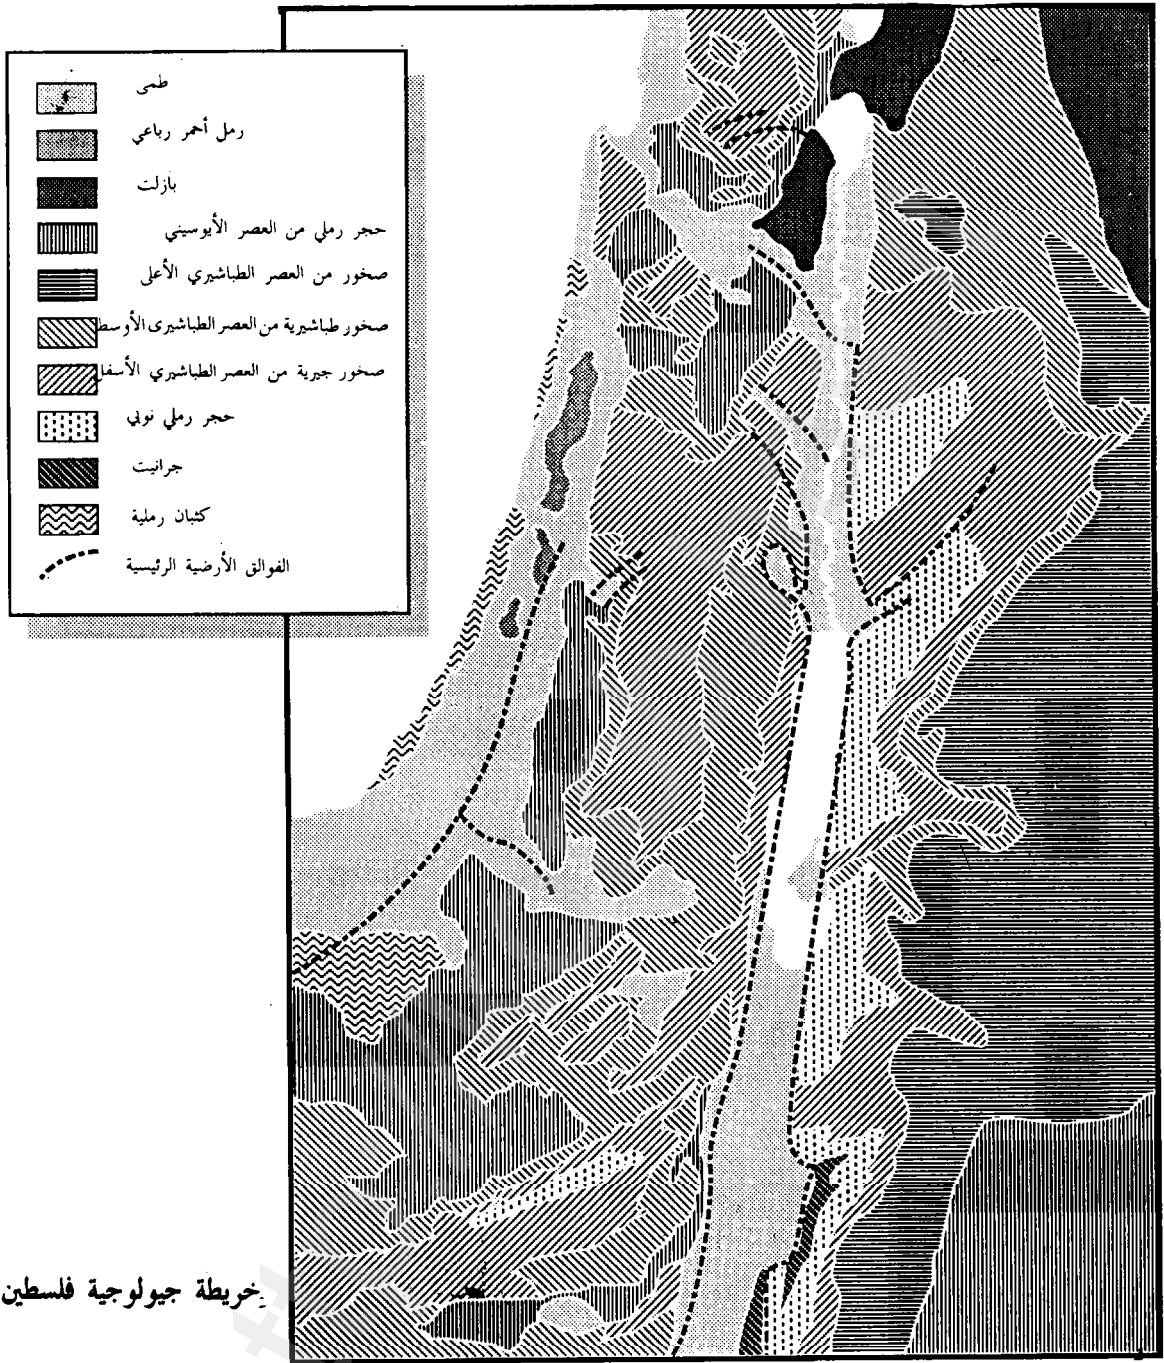 طمى
رمل أحمر رباعي
بازلت
حجر رملي من العصر الأيوسيني
صخور من العصر الطباشيري الأعلى
صخور طباشيرية من العصر الطباشيرى الأوسط
صخور جيرية من العصر الطباشيري الأسفل
حجر رملي نوبي
جرانيت
كثبان رملية
الفوالق الأرضية الرئيسية
خريطة جيولوجية فلسطين